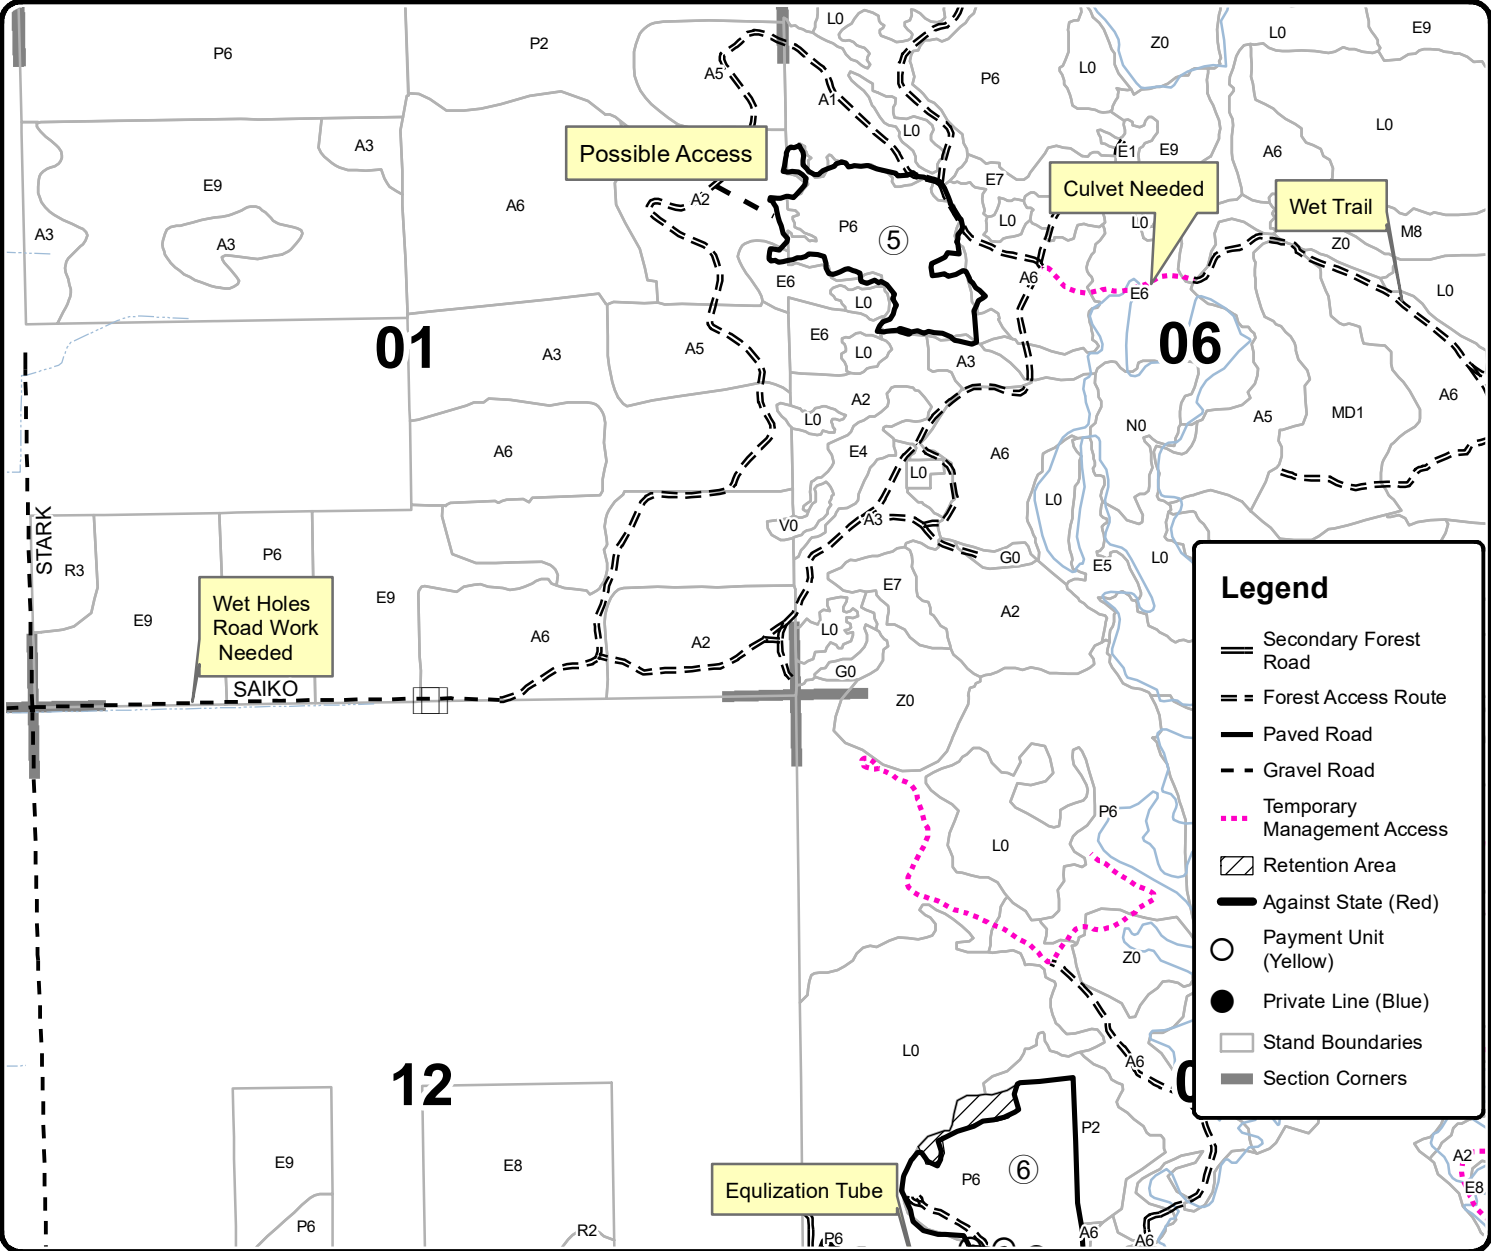 P6
P2
L0
Z0
L0
E9
A5
P6
L0
A1
L0
L0
A3
E1
E9
A6
Possible Access
E7
Culvet Needed
E9
A6
A2
Wet Trail
A3
A3
P6
5
L0
L0
Z0
M8
E6
A6
E6
L0
L0
01
E6
06
A3
A5
L0
A3
A2
A6
L0
A5
MD1
N0
A6
E4
A6
L0
L0
V0
A3
STARK
R3
P6
G0
E5
L0
E7
Wet Holes
Road Work
Needed
E9
E9
A2
A6
A2
L0
G0
SAIKO
Z0
P6
L0
Z0
L0
A6
12
0
P2
E9
E8
P6
6
Equlization Tube
A2
E8
P6
R2
P6
A6
A6
Legend
Secondary Forest
Road
Forest Access Route
Paved Road
Gravel Road
Temporary
Management Access
Retention Area
Against State (Red)
Payment Unit
(Yellow)
Private Line (Blue)
Stand Boundaries
Section Corners